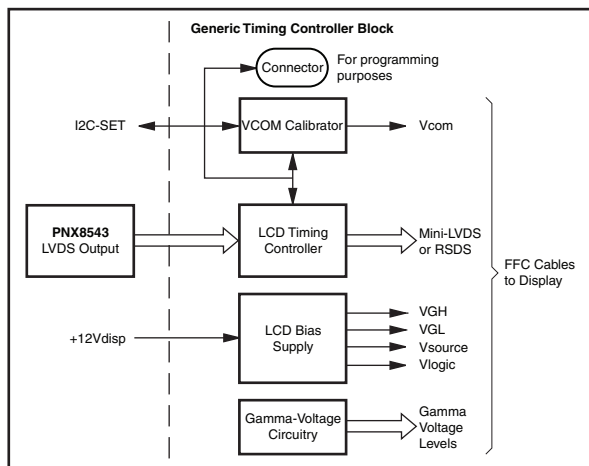 Generic Timing Controller Block
Connector
For programming
purposes
I2C-SET
VCOM Calibrator
Vcom
PNX8543
LVDS Output
LCD Timing
Controller
Mini-LVDS
or RSDS
FFC Cables
to Display
+12Vdisp
LCD Bias
Supply
VGH
VGL
Vsource
Vlogic
Gamma-Voltage
Circuitry
Gamma
Voltage
Levels